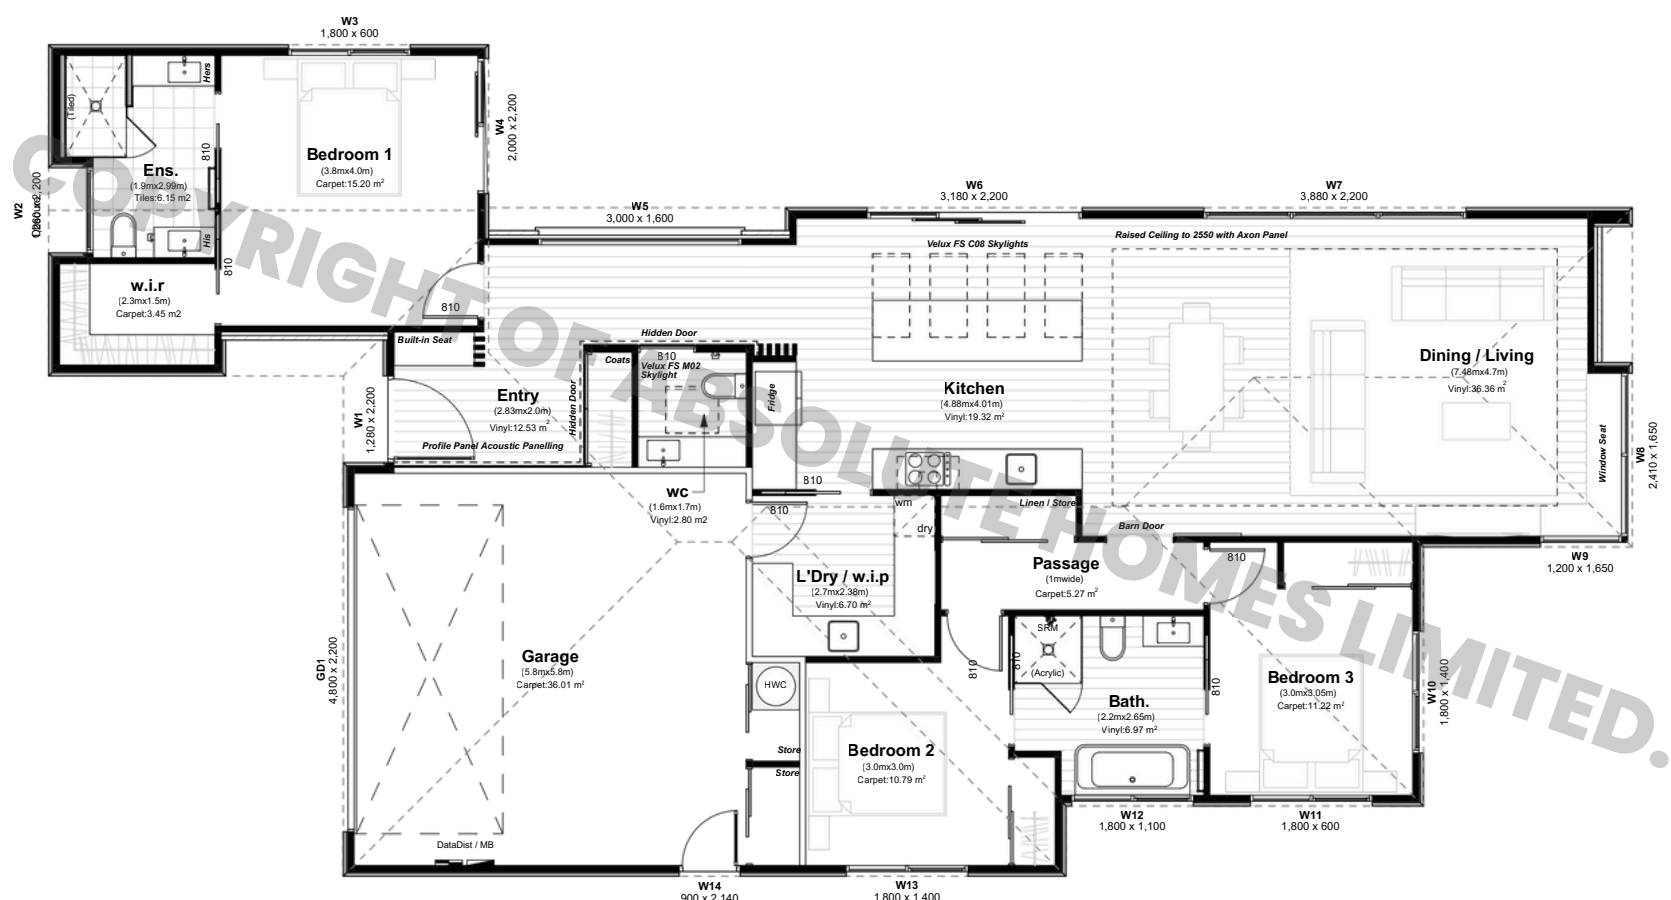 W3
1,800 x 600
Hers
(Tiled)
810
Ens.
(1.9mx2.99m)
Tiles:6.15 m2
His
Bedroom 1
(3.8mx4.0m)
Carpet:15.20 m²
W4
2,000 x 2,200
W2
Obscure
W5
3,000 x 1,600
W6
3,180 x 2,200
W7
3,880 x 2,200
Velux FS C08 Skylights
Raised Ceiling to 2550 with Axon Panel
w.i.r
(2.3mx1.5m)
Carpet:3.45 m2
810
810
Built-in Seat
Hidden Door
Coats
810
Velux FS M02
Skylight
Fridge
Entry
(2.83mx2.0m)
Vinyl:12.53 m²
Hidden Door
Profile Panel Acoustic Panelling
W1
1,280 x 2,200
Kitchen
(4.88mx4.01m)
Vinyl:19.32 m²
Dining / Living
(7.48mx4.7m)
Vinyl:36.36 m²
Window Seat
W8
2,410 x 1,650
WC
(1.6mx1.7m)
Vinyl:2.80 m2
810
810
wm
dry
Linen / Store
Barn Door
W9
1,200 x 1,650
L'Dry / w.i.p
(2.7mx2.38m)
Vinyl:6.70 m²
Passage
(1mwide)
Carpet:5.27 m²
810
GD1
4,800 x 2,200
Garage
(5.8mx5.8m)
Carpet:36.01 m²
HWC
Store
Store
810
810
SRM
(Acrylic)
Bath.
(2.2mx2.65m)
Vinyl:6.97 m²
810
Bedroom 3
(3.0mx3.05m)
Carpet:11.22 m²
W10
1,800 x 1,400
Bedroom 2
(3.0mx3.0m)
Carpet:10.79 m²
W12
1,800 x 1,100
W11
1,800 x 600
DataDist / MB
W14
900 x 2,140
W13
1,800 x 1,400
COPYRIGHT OF ABSOLUTE HOMES LIMITED.